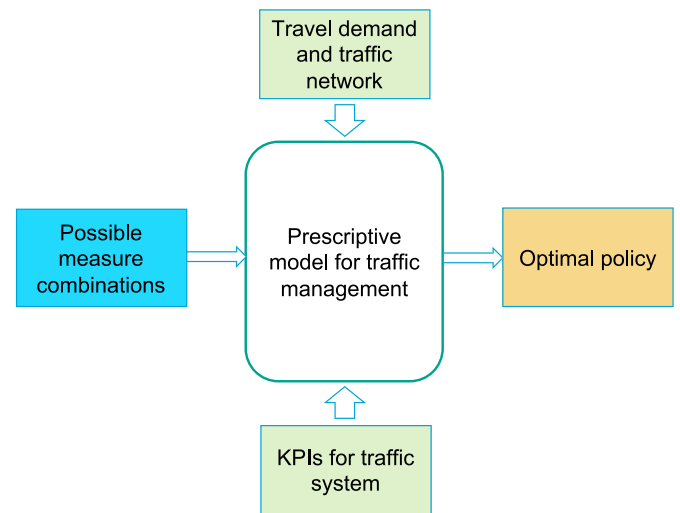 Travel demand
and traffic
network
Possible
measure
combinations
Prescriptive
model for traffic
management
Optimal policy
KPIs for traffic
system